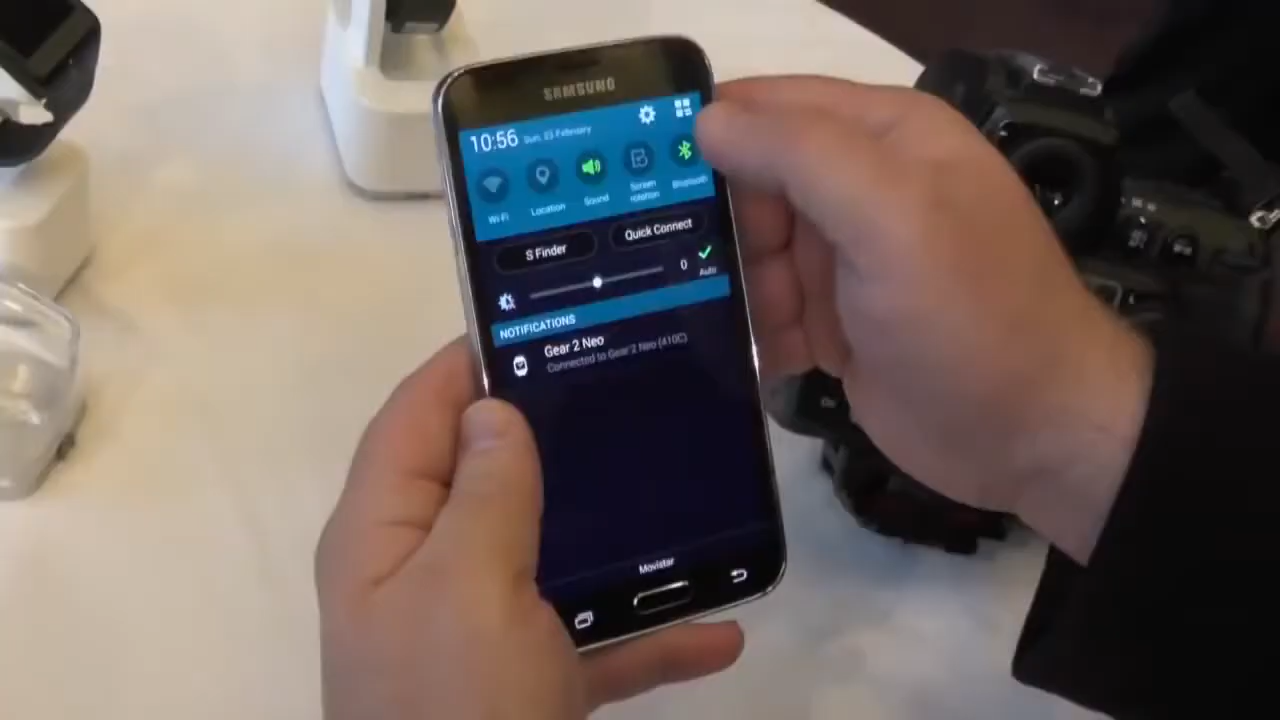 SAMSUNG
10:56 Sun, 23 February
Wi-Fi
Location
Sound
Screen
rotation
Bluetooth
S Finder
Quick Connect
0
Auto
NOTIFICATIONS
Gear 2 Neo
Connected to Gear 2 Neo (410C)
Movistar